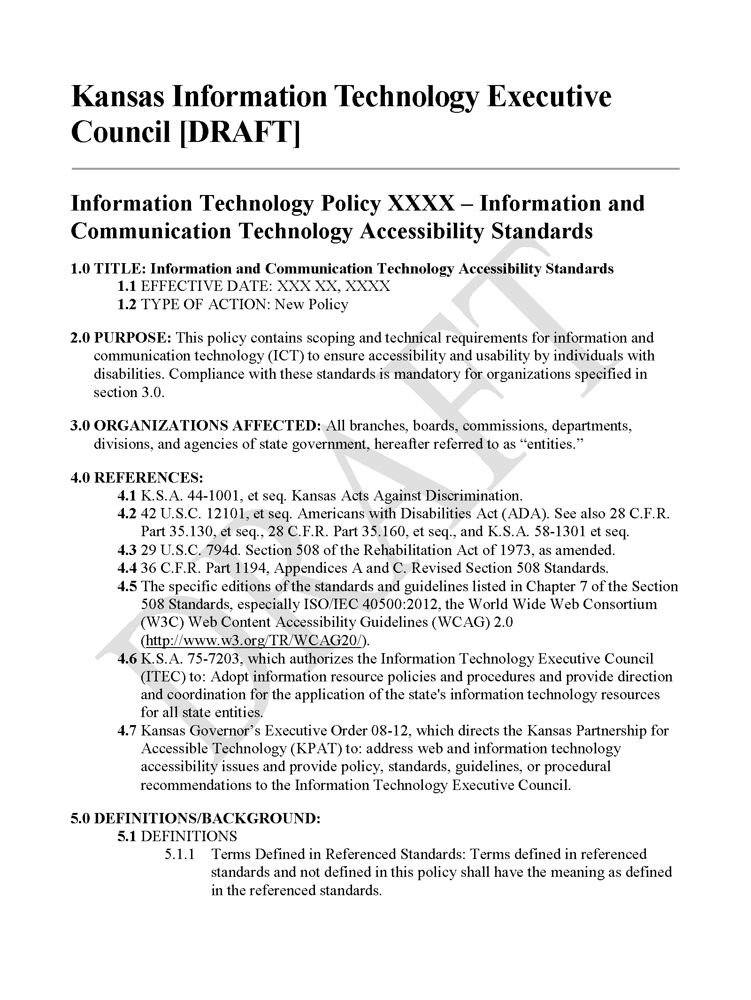 Kansas Information Technology Executive
Council [DRAFT]
Information Technology Policy XXXX – Information and
Communication Technology Accessibility Standards
1.0 TITLE: Information and Communication Technology Accessibility Standards
1.1 EFFECTIVE DATE: XXX XX, XXXX
1.2 TYPE OF ACTION: New Policy
2.0 PURPOSE: This policy contains scoping and technical requirements for information and
communication technology (ICT) to ensure accessibility and usability by individuals with
disabilities. Compliance with these standards is mandatory for organizations specified in
section 3.0.
3.0 ORGANIZATIONS AFFECTED: All branches, boards, commissions, departments,
divisions, and agencies of state government, hereafter referred to as “entities.”
4.0 REFERENCES:
4.1 K.S.A. 44-1001, et seq. Kansas Acts Against Discrimination.
4.2 42 U.S.C. 12101, et seq. Americans with Disabilities Act (ADA). See also 28 C.F.R.
Part 35.130, et seq., 28 C.F.R. Part 35.160, et seq., and K.S.A. 58-1301 et seq.
4.3 29 U.S.C. 794d. Section 508 of the Rehabilitation Act of 1973, as amended.
4.4 36 C.F.R. Part 1194, Appendices A and C. Revised Section 508 Standards.
4.5 The specific editions of the standards and guidelines listed in Chapter 7 of the Section
508 Standards, especially ISO/IEC 40500:2012, the World Wide Web Consortium
(W3C) Web Content Accessibility Guidelines (WCAG) 2.0
(http://www.w3.org/TR/WCAG20/).
4.6 K.S.A. 75-7203, which authorizes the Information Technology Executive Council
(ITEC) to: Adopt information resource policies and procedures and provide direction
and coordination for the application of the state's information technology resources
for all state entities.
4.7 Kansas Governor’s Executive Order 08-12, which directs the Kansas Partnership for
Accessible Technology (KPAT) to: address web and information technology
accessibility issues and provide policy, standards, guidelines, or procedural
recommendations to the Information Technology Executive Council.
5.0 DEFINITIONS/BACKGROUND:
5.1 DEFINITIONS
5.1.1 Terms Defined in Referenced Standards: Terms defined in referenced
standards and not defined in this policy shall have the meaning as defined
in the referenced standards.
DRAFT